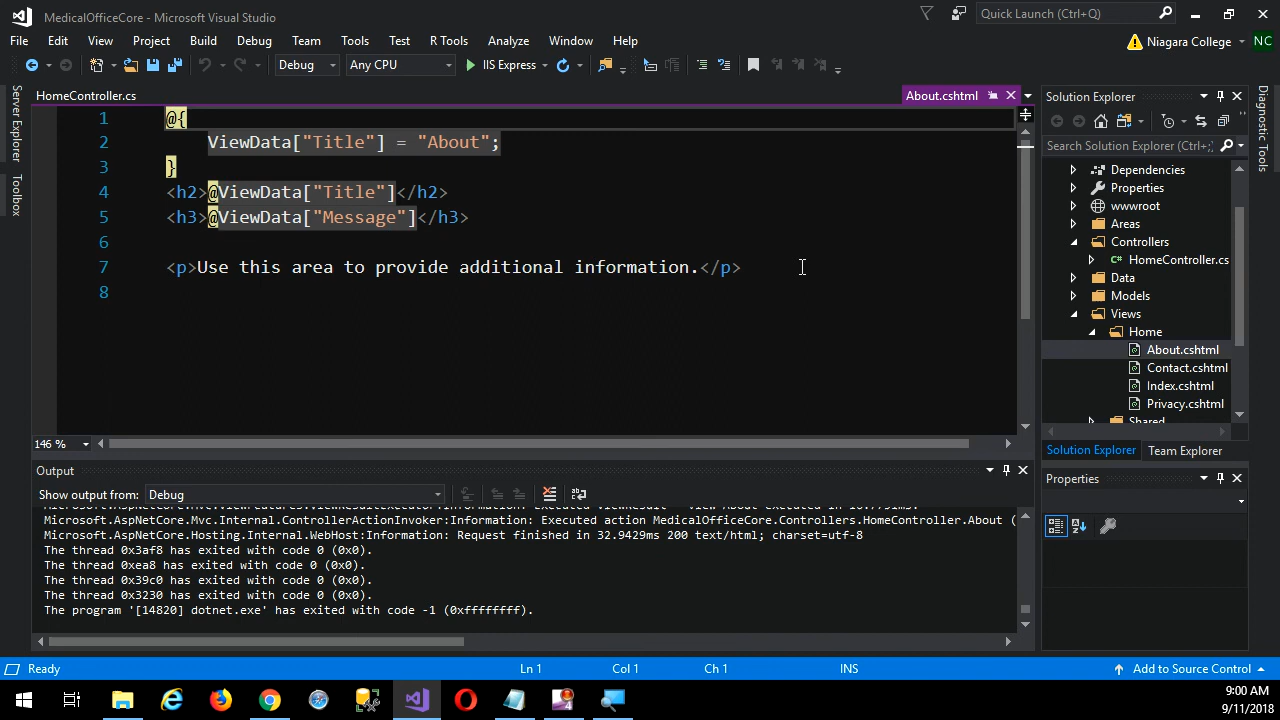 MedicalOfficeCore - Microsoft Visual Studio
Quick Launch (Ctrl+Q)
File Edit View Project Build Debug Team Tools Test R Tools Analyze Window Help
Niagara College NC
Debug Any CPU IIS Express
Server Explorer
Toolbox
HomeController.cs
About.cshtml
1 @{
2 ViewData["Title"] = "About";
3 }
4 <h2>@ViewData["Title"]</h2>
5 <h3>@ViewData["Message"]</h3>
6
7 <p>Use this area to provide additional information.</p>
8
146 %
Solution Explorer
Search Solution Explorer (Ctrl+;)
Dependencies
Properties
wwwroot
Areas
Controllers
C# HomeController.cs
Data
Models
Views
Home
About.cshtml
Contact.cshtml
Index.cshtml
Privacy.cshtml
Shared
Solution Explorer Team Explorer
Properties
Diagnostic Tools
Output
Show output from: Debug
Microsoft.AspNetCore.Mvc.Internal.ControllerActionInvoker:Information: Executed action MedicalOfficeCore.Controllers.HomeController.About (
Microsoft.AspNetCore.Hosting.Internal.WebHost:Information: Request finished in 32.9429ms 200 text/html; charset=utf-8
The thread 0x3af8 has exited with code 0 (0x0).
The thread 0xea8 has exited with code 0 (0x0).
The thread 0x39c0 has exited with code 0 (0x0).
The thread 0x3230 has exited with code 0 (0x0).
The program '[14820] dotnet.exe' has exited with code -1 (0xffffffff).
Ready Ln 1 Col 1 Ch 1 INS Add to Source Control
9:00 AM
9/11/2018